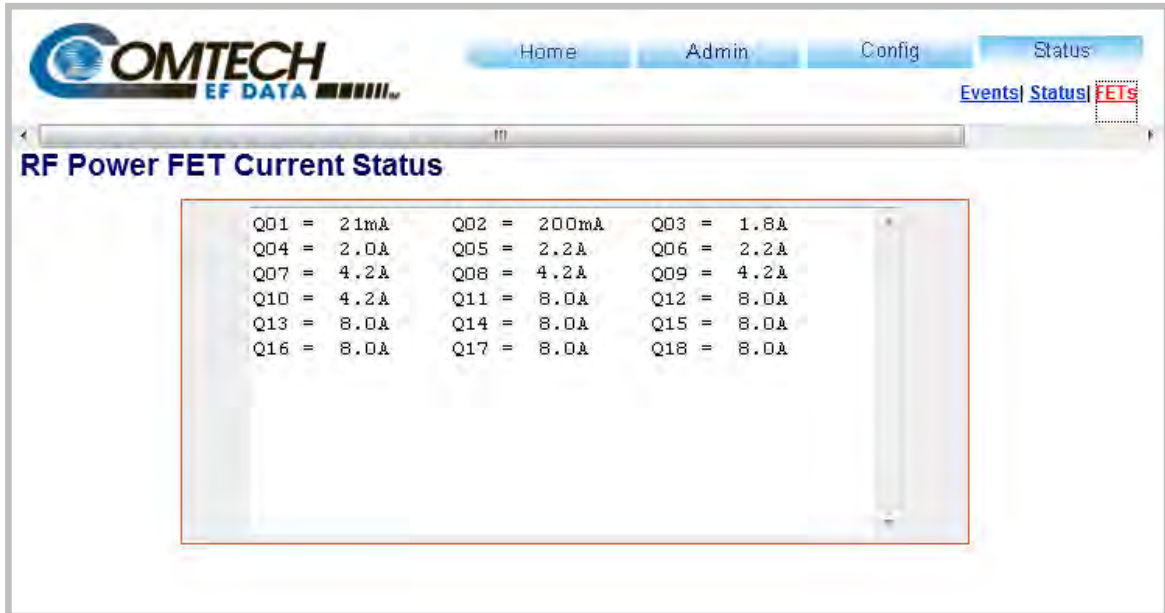 COMTECH
EF DATA
Home Admin Config Status
Events| Status| FETs
RF Power FET Current Status
Q01 = 21mA Q02 = 200mA Q03 = 1.8A
Q04 = 2.0A Q05 = 2.2A Q06 = 2.2A
Q07 = 4.2A Q08 = 4.2A Q09 = 4.2A
Q10 = 4.2A Q11 = 8.0A Q12 = 8.0A
Q13 = 8.0A Q14 = 8.0A Q15 = 8.0A
Q16 = 8.0A Q17 = 8.0A Q18 = 8.0A